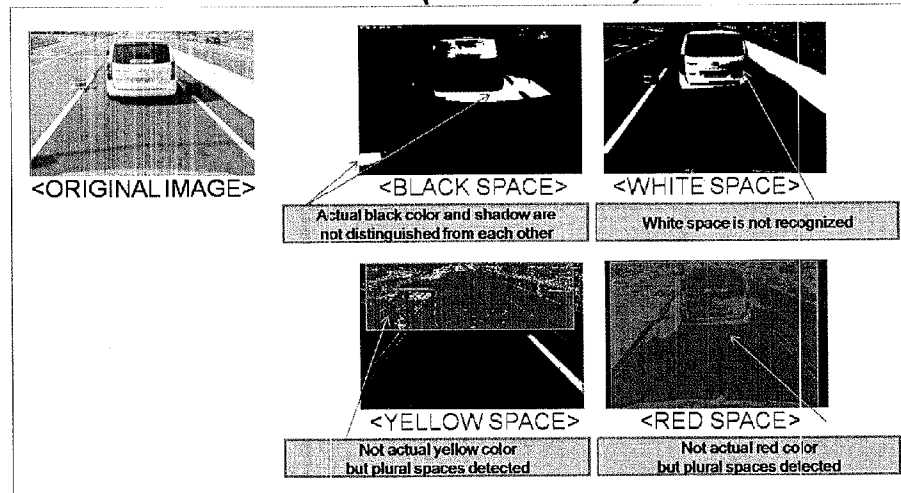 <ORIGINAL IMAGE>
<BLACK SPACE>
<WHITE SPACE>
Actual black color and shadow are
not distinguished from each other
White space is not recognized
<YELLOW SPACE>
<RED SPACE>
Not actual yellow color
but plural spaces detected
Not actual red color
but plural spaces detected